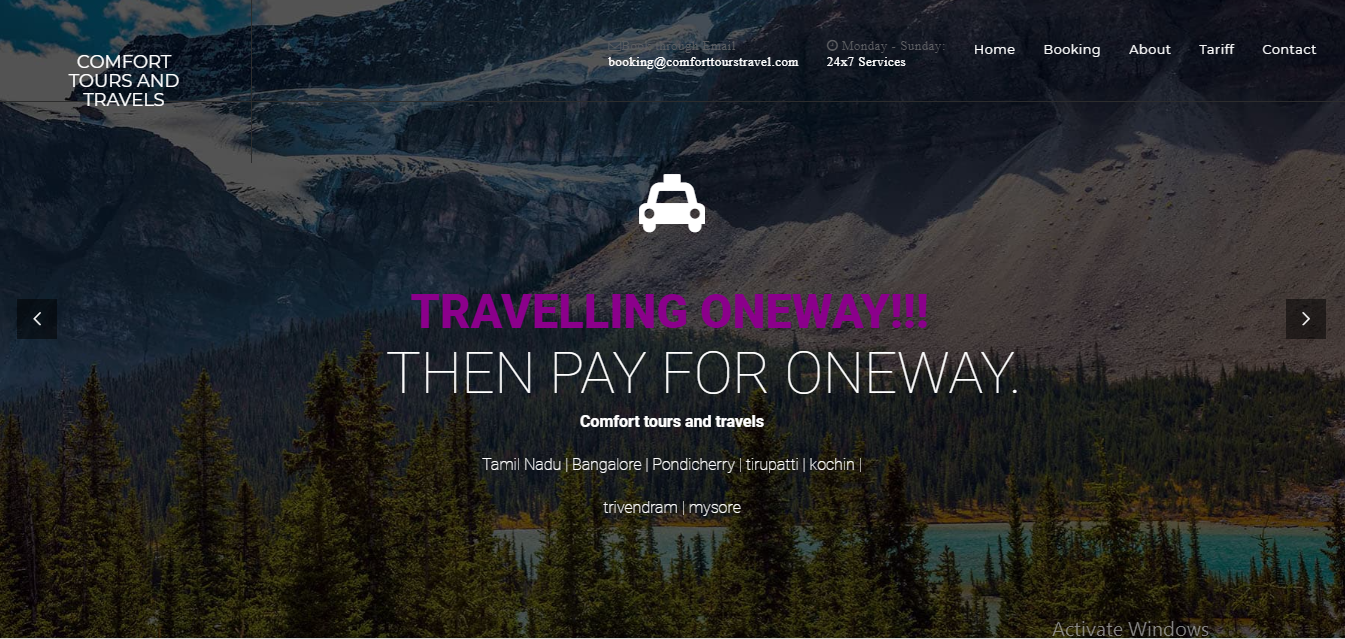 COMFORT
TOURS AND
TRAVELS
Book through Email
booking@comforttourstravel.com
Monday - Sunday:
24x7 Services
Home Booking About Tariff Contact
TRAVELLING ONEWAY!!!
THEN PAY FOR ONEWAY.
Comfort tours and travels
Tamil Nadu | Bangalore | Pondicherry | tirupatti | kochin |
trivendram | mysore
Activate Windows